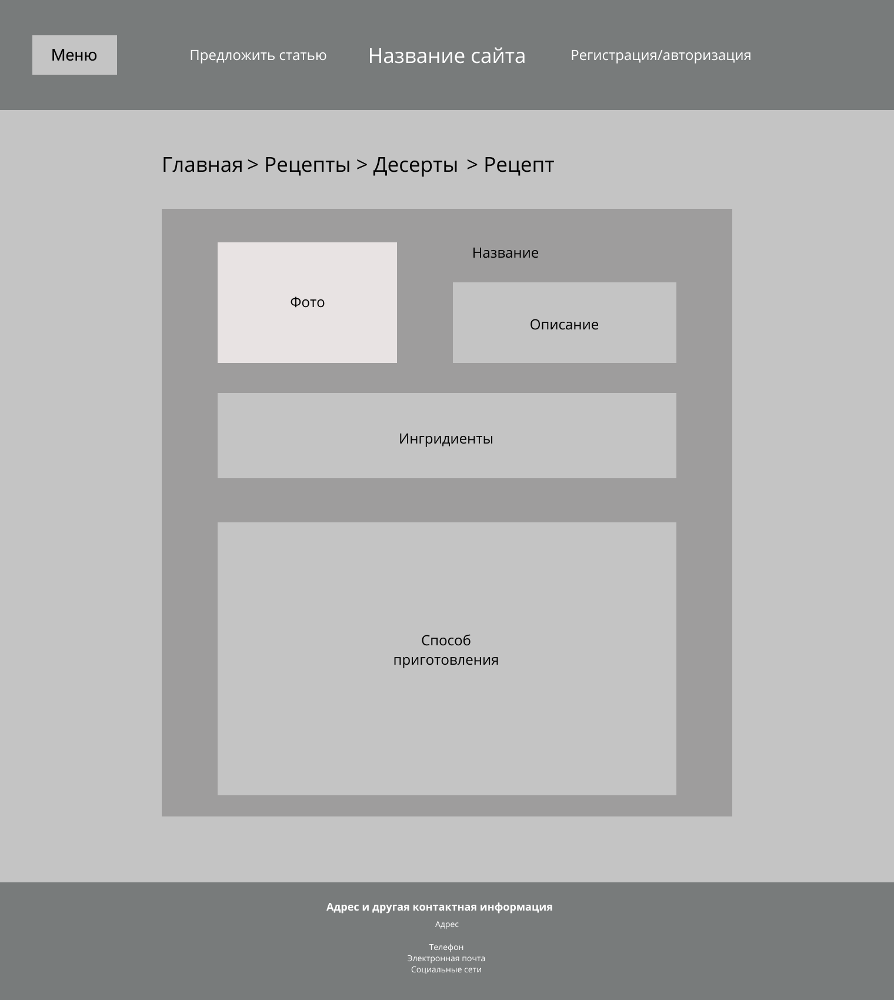 Меню
Предложить статью
Название сайта
Регистрация/авторизация
Главная > Рецепты > Десерты > Рецепт
Фото
Название
Описание
Ингридиенты
Способ
приготовления
Адрес и другая контактная информация
Адрес
Телефон
Электронная почта
Социальные сети